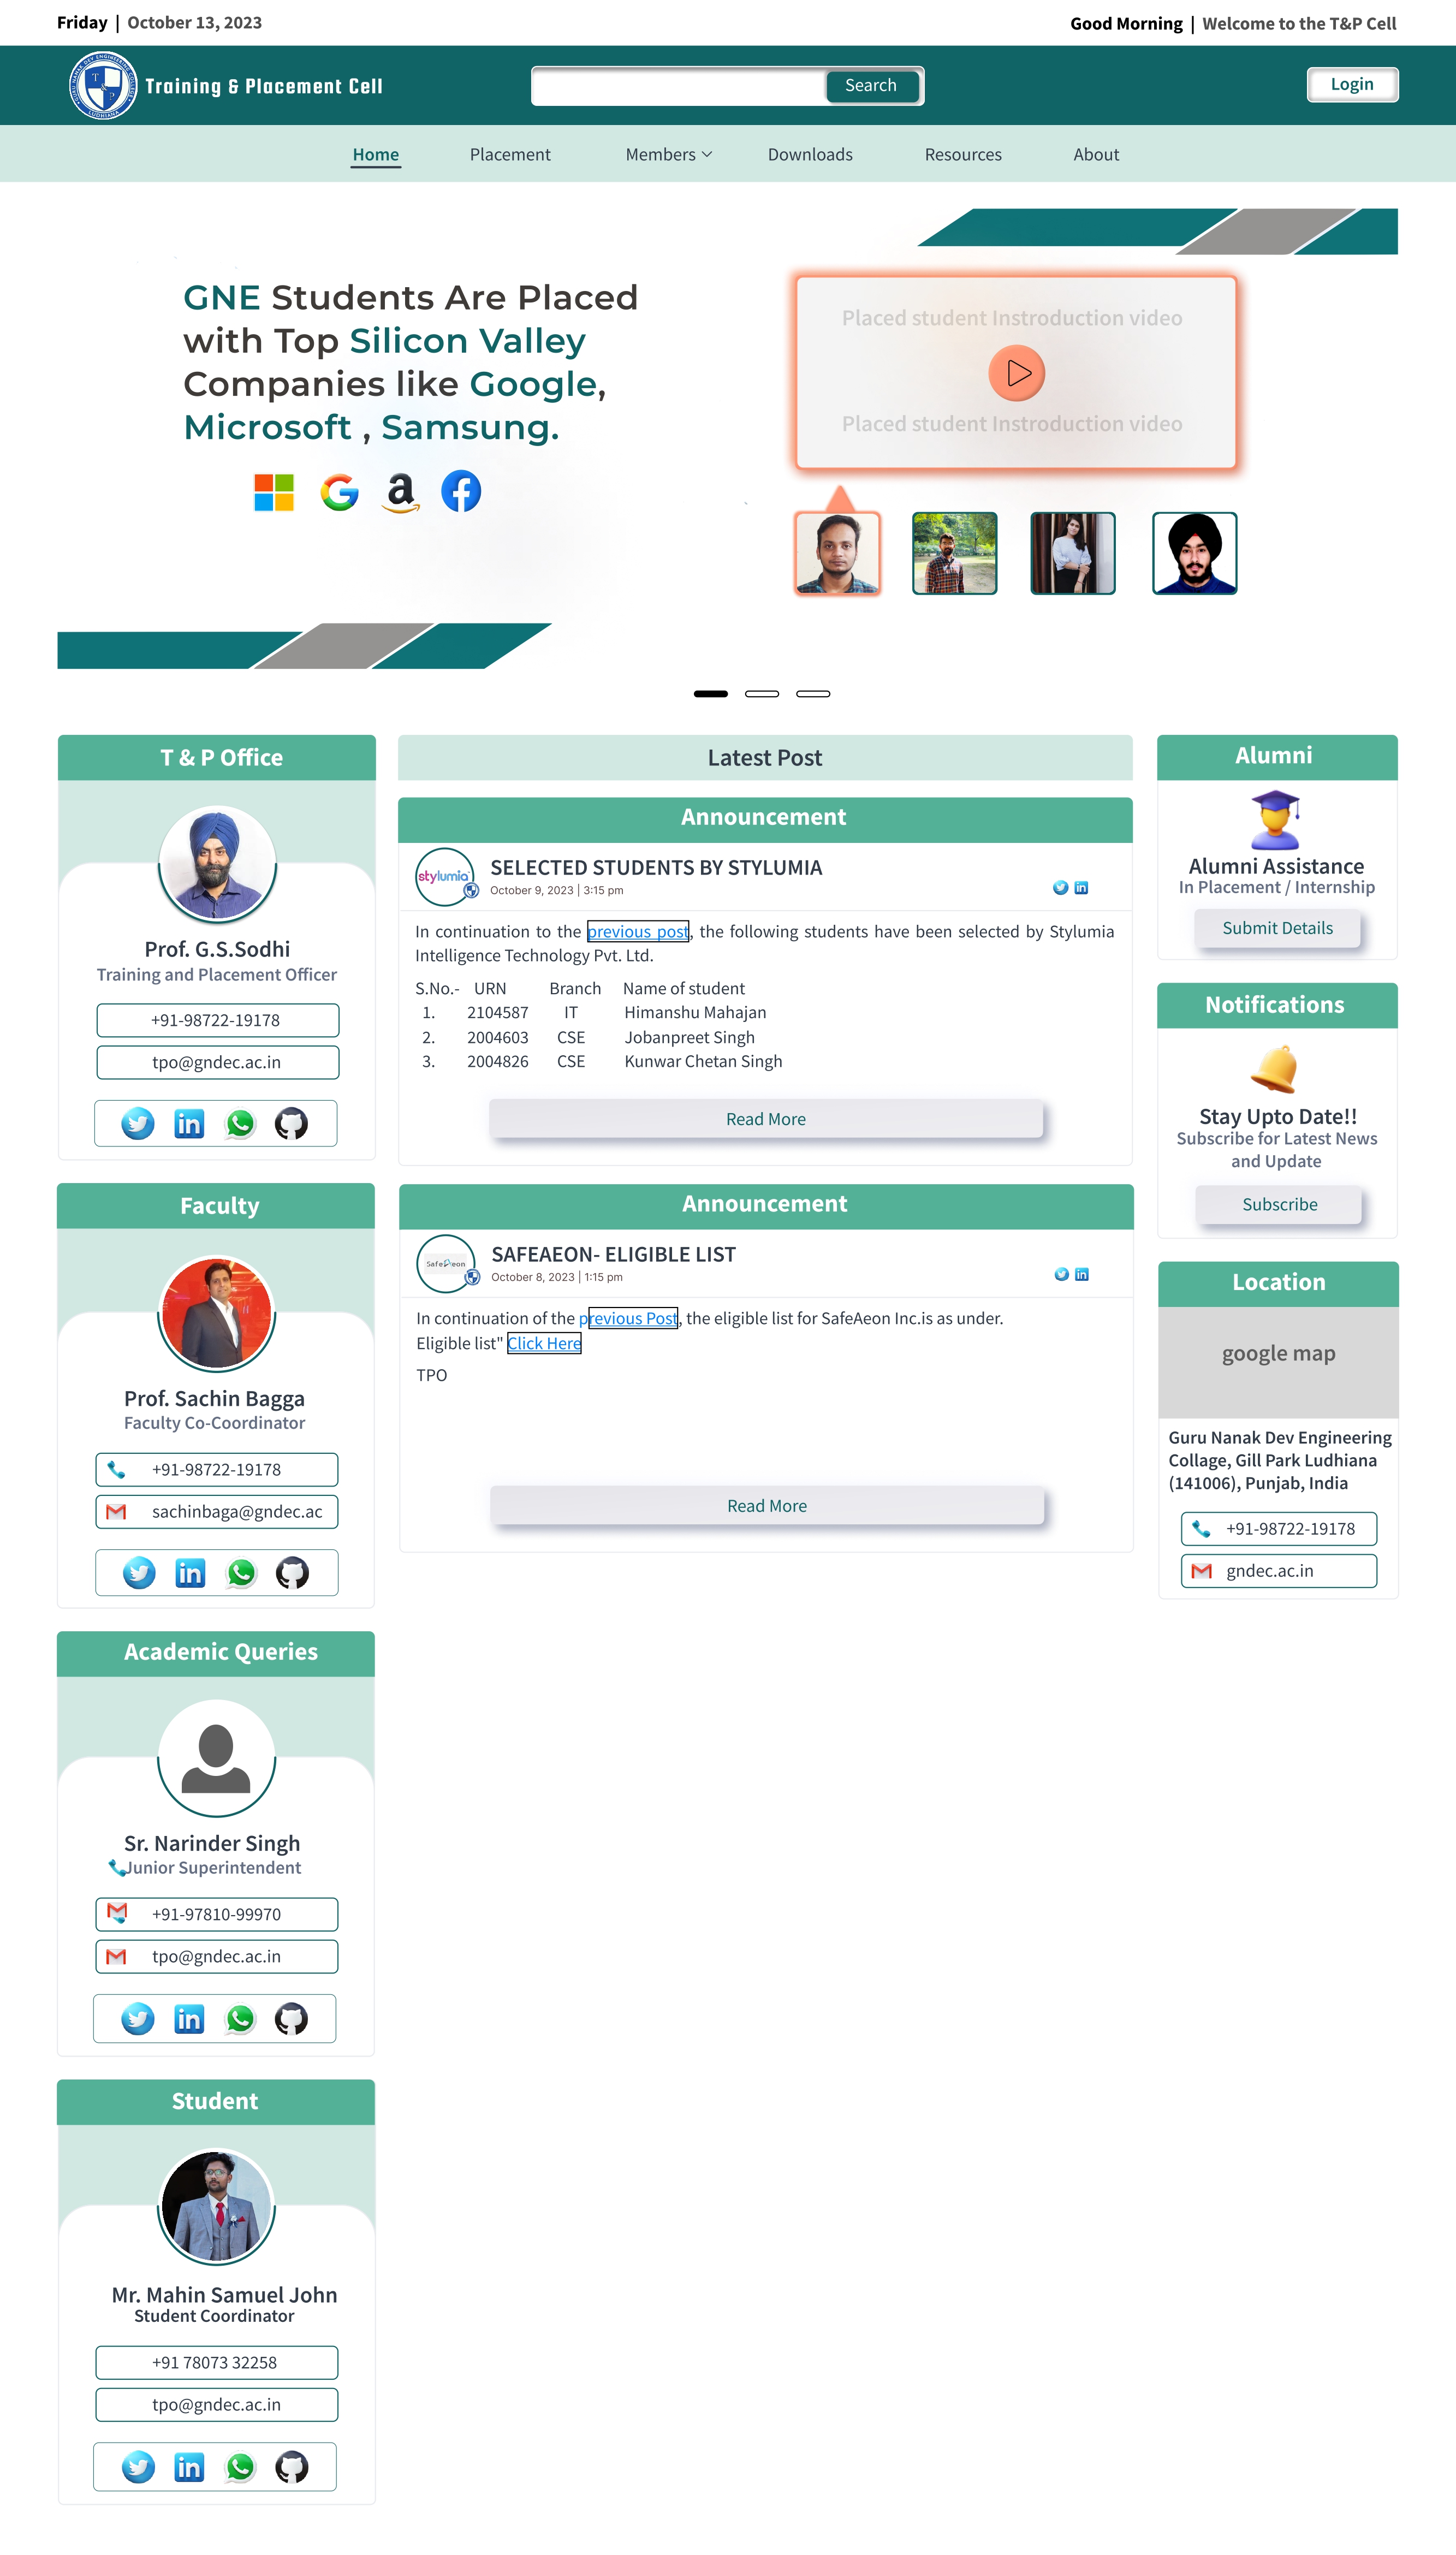 Friday | October 13, 2023
Good Morning | Welcome to the T&P Cell
GURU NANAK DEV ENGINEERING COLLEGE
T & P
LUDHIANA
Training & Placement Cell
Search
Login
Home
Placement
Members
Downloads
Resources
About
GNE Students Are Placed
with Top Silicon Valley
Companies like Google,
Microsoft , Samsung.
Placed student Instroduction video
Placed student Instroduction video
T & P Office
Prof. G.S.Sodhi
Training and Placement Officer
+91-98722-19178
tpo@gndec.ac.in
Faculty
Prof. Sachin Bagga
Faculty Co-Coordinator
+91-98722-19178
sachinbaga@gndec.ac
Academic Queries
Sr. Narinder Singh
Junior Superintendent
+91-97810-99970
tpo@gndec.ac.in
Student
Mr. Mahin Samuel John
Student Coordinator
+91 78073 32258
tpo@gndec.ac.in
Latest Post
Announcement
stylumia
SELECTED STUDENTS BY STYLUMIA
October 9, 2023 | 3:15 pm
In continuation to the previous post, the following students have been selected by Stylumia
Intelligence Technology Pvt. Ltd.
S.No.- URN Branch Name of student
1. 2104587 IT Himanshu Mahajan
2. 2004603 CSE Jobanpreet Singh
3. 2004826 CSE Kunwar Chetan Singh
Read More
Announcement
SafeAeon
SAFEAEON- ELIGIBLE LIST
October 8, 2023 | 1:15 pm
In continuation of the previous Post, the eligible list for SafeAeon Inc.is as under.
Eligible list" Click Here
TPO
Read More
Alumni
Alumni Assistance
In Placement / Internship
Submit Details
Notifications
Stay Upto Date!!
Subscribe for Latest News
and Update
Subscribe
Location
google map
Guru Nanak Dev Engineering
Collage, Gill Park Ludhiana
(141006), Punjab, India
+91-98722-19178
gndec.ac.in